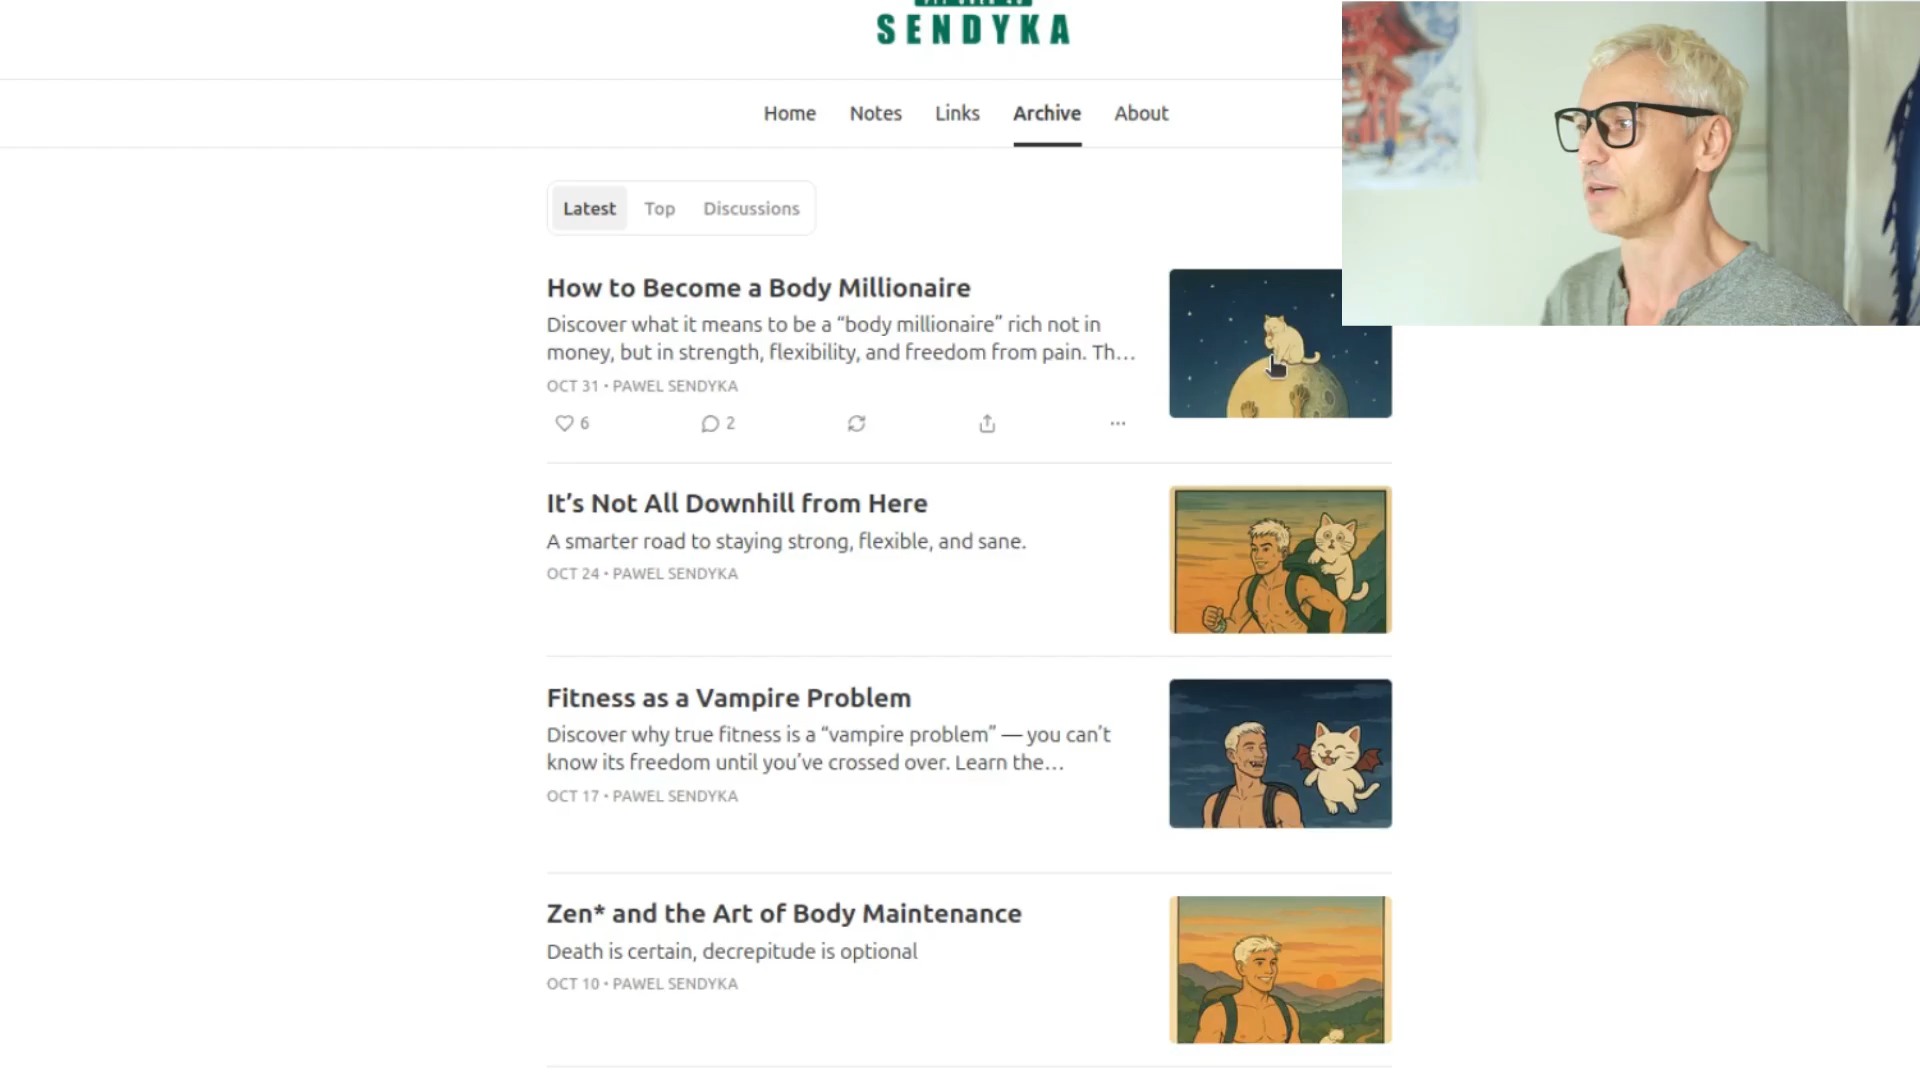 SENDYKA
Home Notes Links Archive About
Latest Top Discussions
How to Become a Body Millionaire
Discover what it means to be a “body millionaire” rich not in
money, but in strength, flexibility, and freedom from pain. Th…
OCT 31 • PAWEL SENDYKA
6 2
It’s Not All Downhill from Here
A smarter road to staying strong, flexible, and sane.
OCT 24 • PAWEL SENDYKA
Fitness as a Vampire Problem
Discover why true fitness is a “vampire problem” — you can’t
know its freedom until you’ve crossed over. Learn the…
OCT 17 • PAWEL SENDYKA
Zen* and the Art of Body Maintenance
Death is certain, decrepitude is optional
OCT 10 • PAWEL SENDYKA